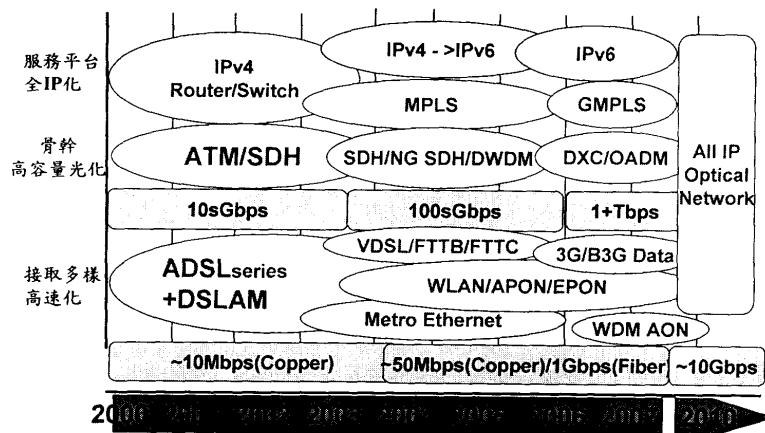 服務平台
全IP化
IPv4
Router/Switch
IPv4 - >IPv6
IPv6
MPLS
GMPLS
骨幹
高容量光化
ATM/SDH
SDH/NG SDH/DWDM
DXC/OADM
All IP
Optical
Network
10sGbps
100sGbps
1+Tbps
接取多樣
高速化
ADSLseries
+DSLAM
VDSL/FTTB/FTTC
3G/B3G Data
WLAN/APON/EPON
Metro Ethernet
WDM AON
~10Mbps(Copper)
~50Mbps(Copper)/1Gbps(Fiber)
~10Gbps
2000
2010